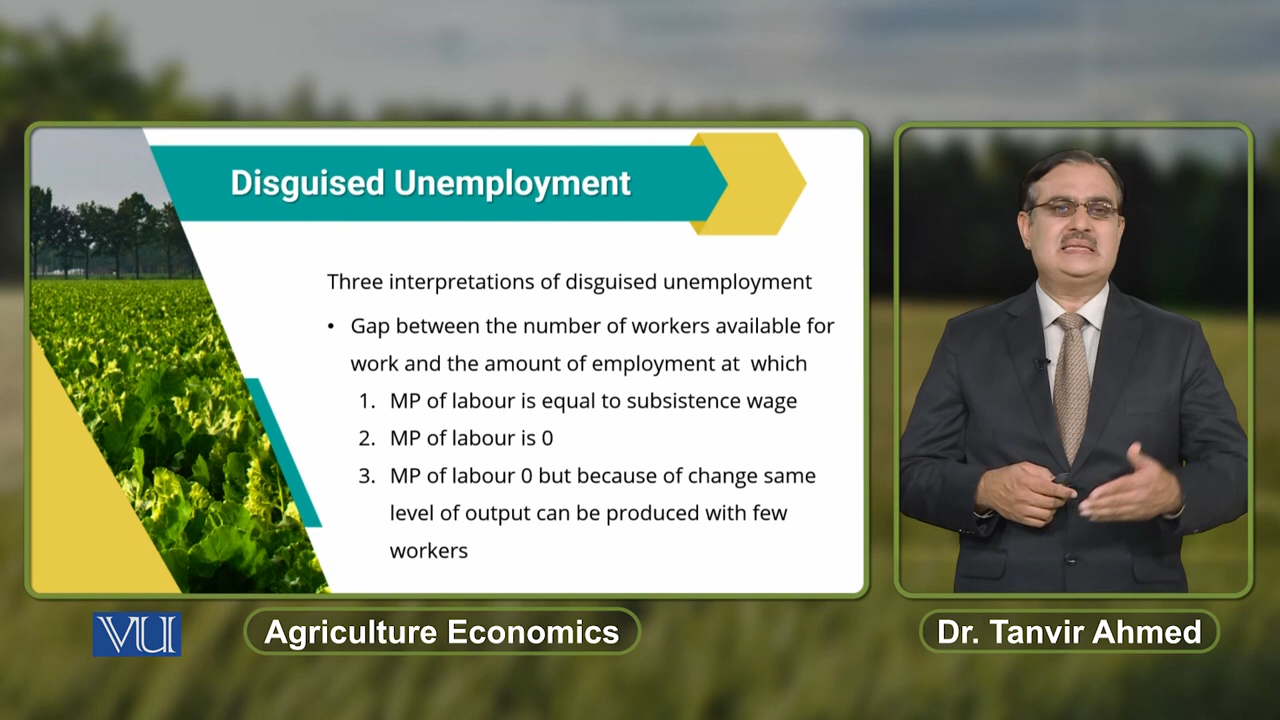 Disguised Unemployment
Three interpretations of disguised unemployment
• Gap between the number of workers available for
work and the amount of employment at which
1. MP of labour is equal to subsistence wage
2. MP of labour is 0
3. MP of labour 0 but because of change same
level of output can be produced with few
workers
VU
Agriculture Economics
Dr. Tanvir Ahmed